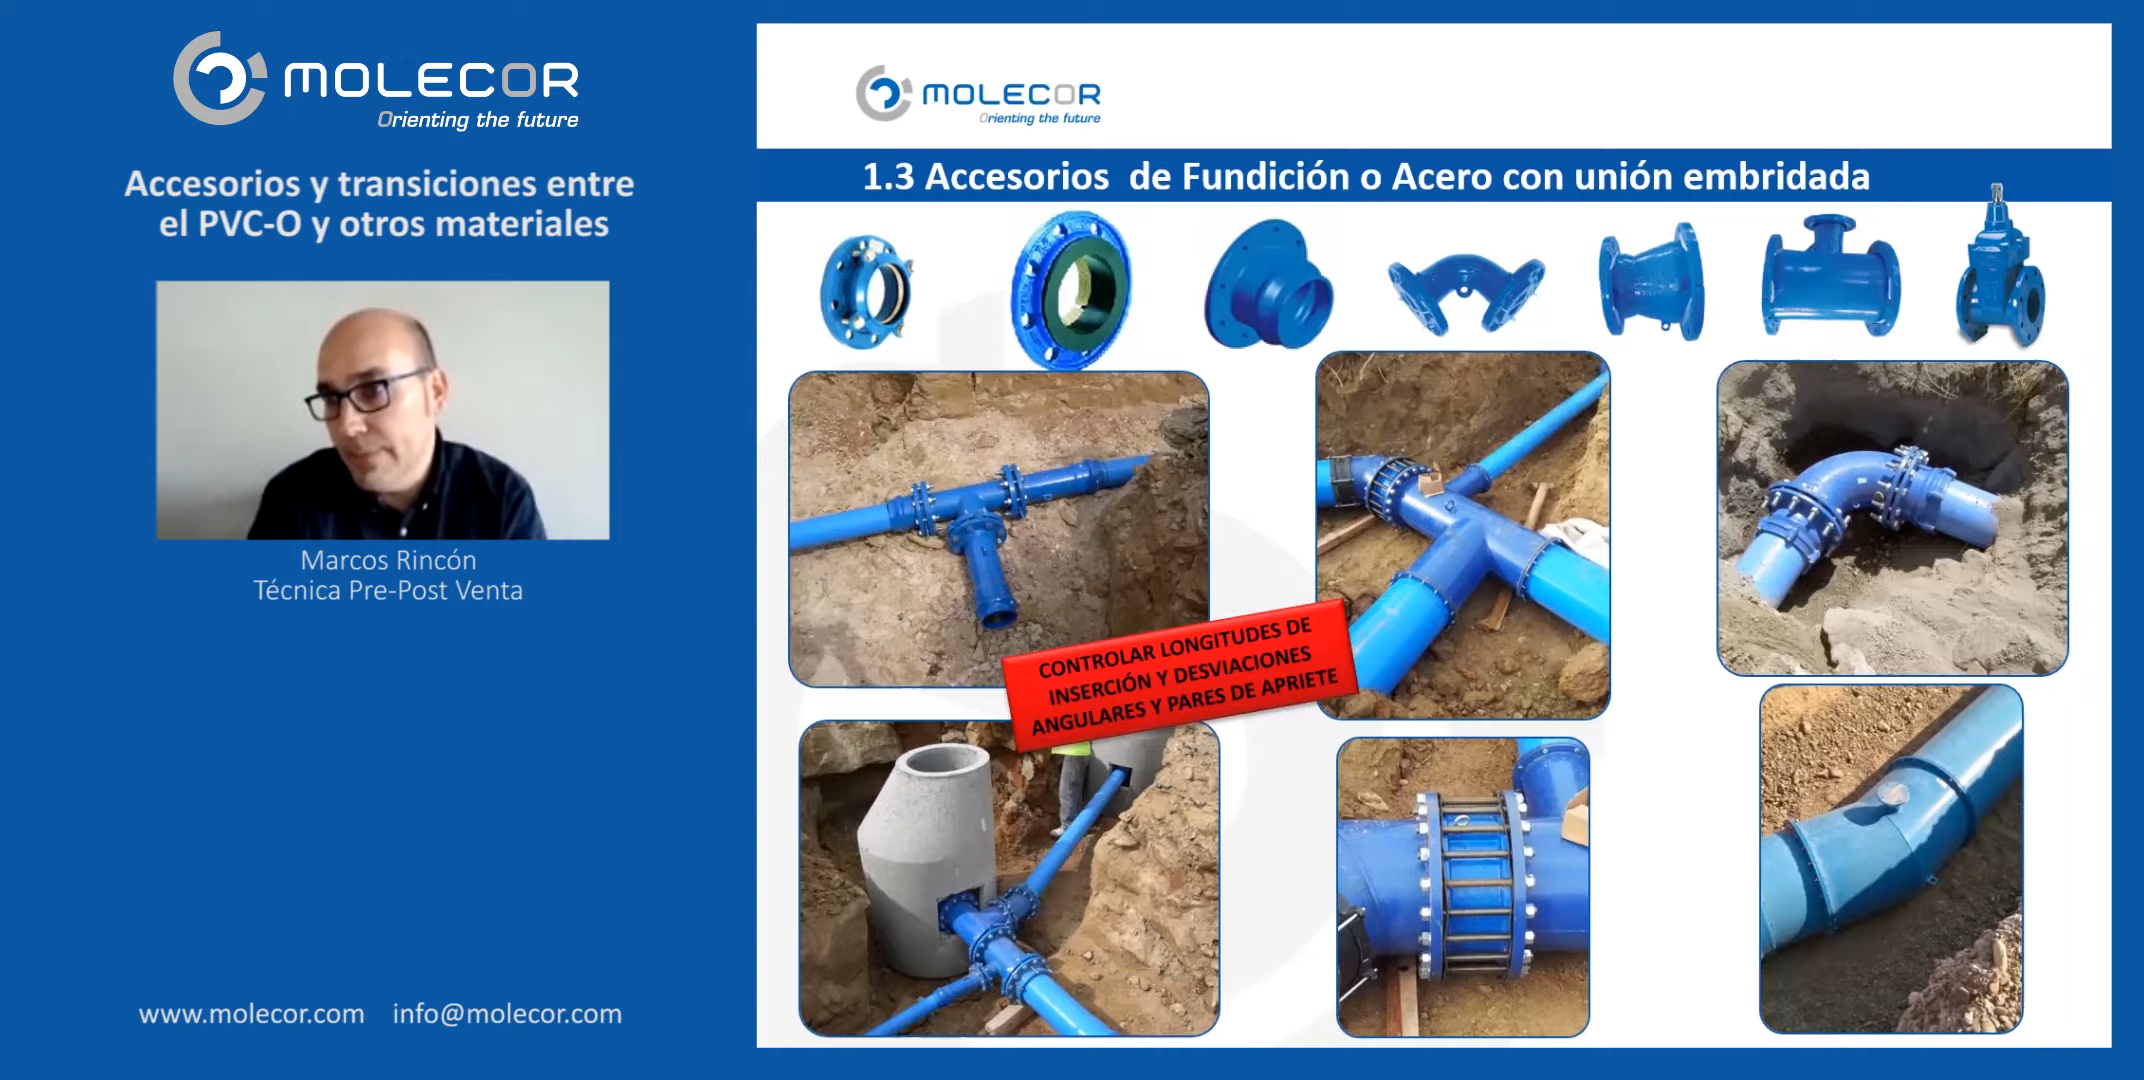 MOLECOR
Orienting the future
Accesorios y transiciones entre
el PVC-O y otros materiales
Marcos Rincón
Técnica Pre-Post Venta
www.molecor.com info@molecor.com
MOLECOR
Orienting the future
1.3 Accesorios de Fundición o Acero con unión embridada
CONTROLAR LONGITUDES DE
INSERCIÓN Y DESVIACIONES
ANGULARES Y PARES DE APRIETE